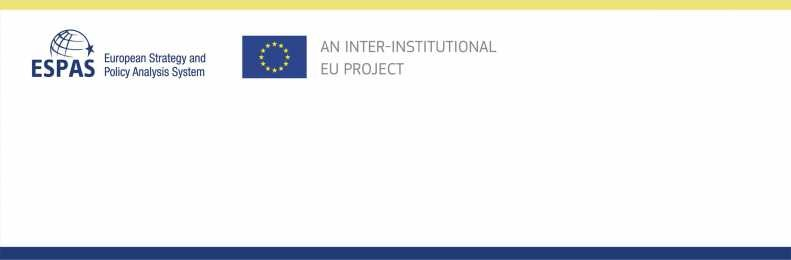 ESPAS
European Strategy and
Policy Analysis System
AN INTER-INSTITUTIONAL
EU PROJECT